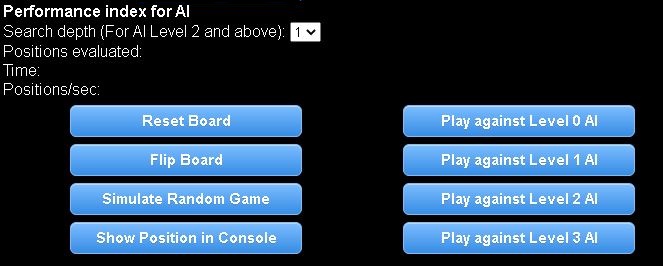 Performance index for AI
Search depth (For AI Level 2 and above): 1
Positions evaluated:
Time:
Positions/sec:
Reset Board
Play against Level 0 AI
Flip Board
Play against Level 1 AI
Simulate Random Game
Play against Level 2 AI
Show Position in Console
Play against Level 3 AI